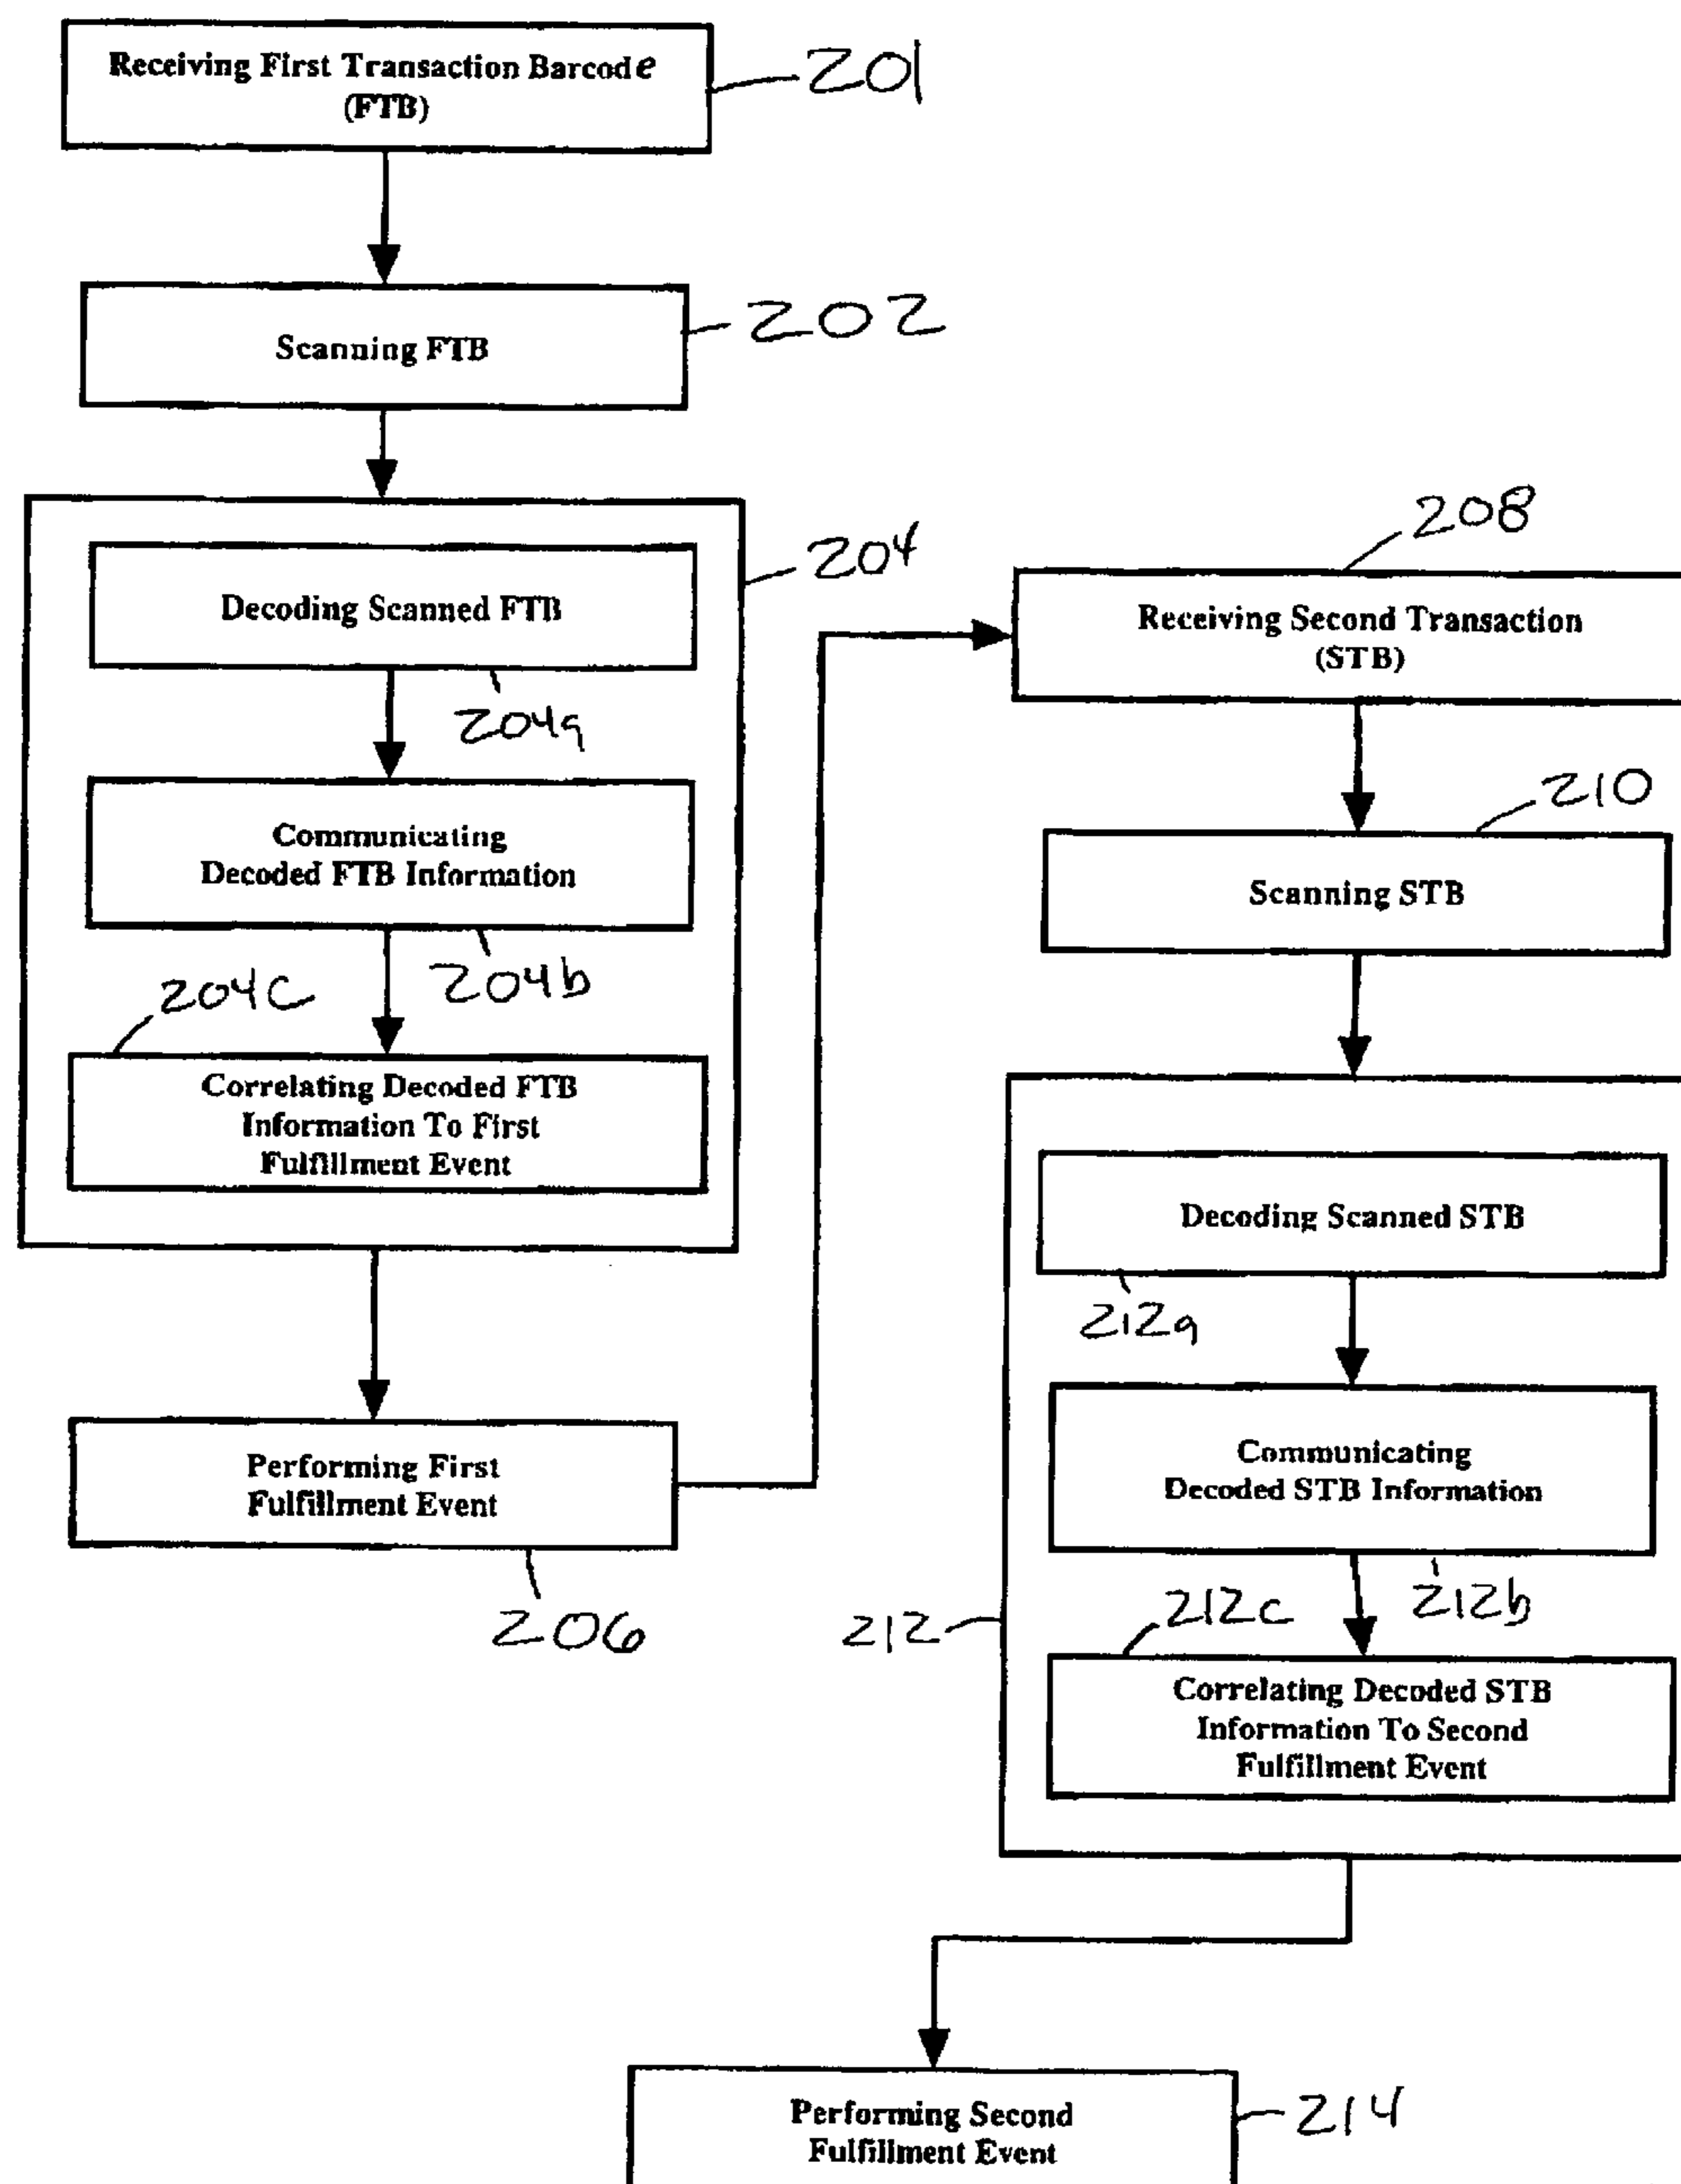 Receiving First Transaction Barcode
(FTB)
201
Scanning FTB
202
204
Decoding Scanned FTB
204a
Communicating
Decoded FTB Information
204b
204c
Correlating Decoded FTB
Information To First
Fulfillment Event
Performing First
Fulfillment Event
206
208
Receiving Second Transaction
(STB)
210
Scanning STB
212
Decoding Scanned STB
212a
Communicating
Decoded STB Information
212b
212c
Correlating Decoded STB
Information To Second
Fulfillment Event
Performing Second
Fulfillment Event
214